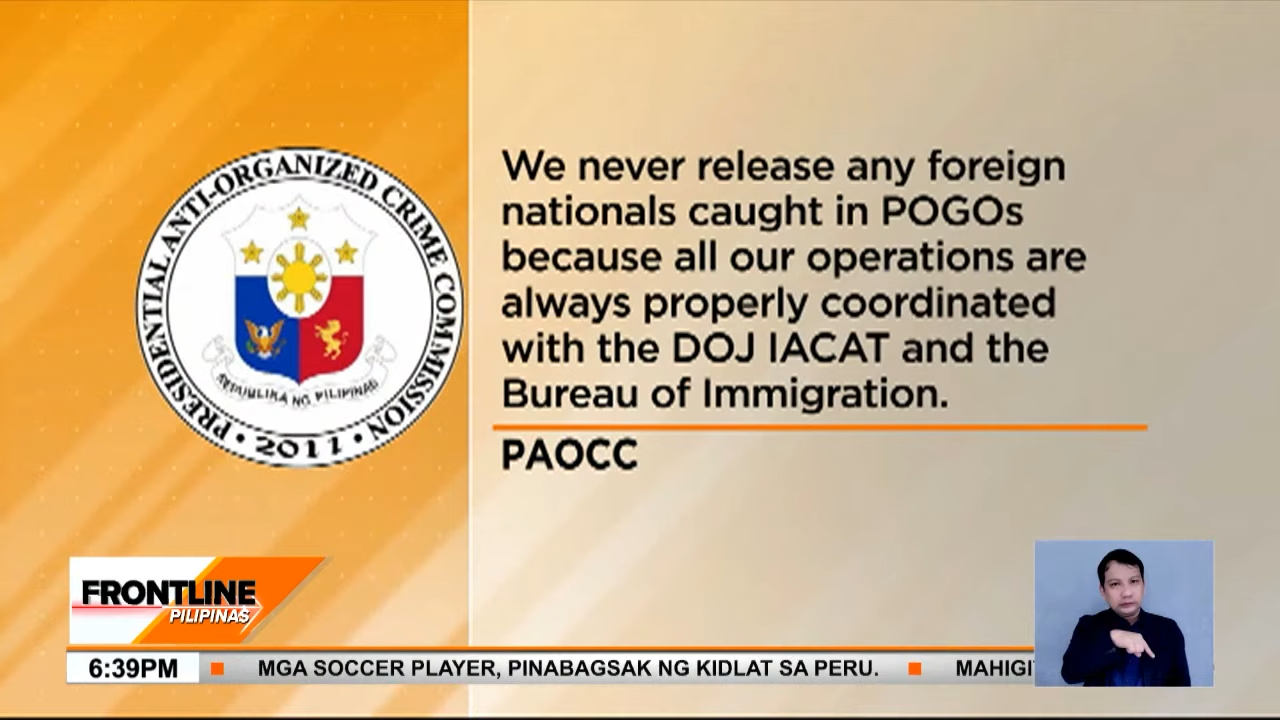 PRESIDENTIAL ANTI-ORGANIZED CRIME COMMISSION
REPUBLIKA NG PILIPINAS
• 2011 •
We never release any foreign
nationals caught in POGOs
because all our operations are
always properly coordinated
with the DOJ IACAT and the
Bureau of Immigration.
PAOCC
FRONTLINE
PILIPINAS
6:39PM
MGA SOCCER PLAYER, PINABAGSAK NG KIDLAT SA PERU.